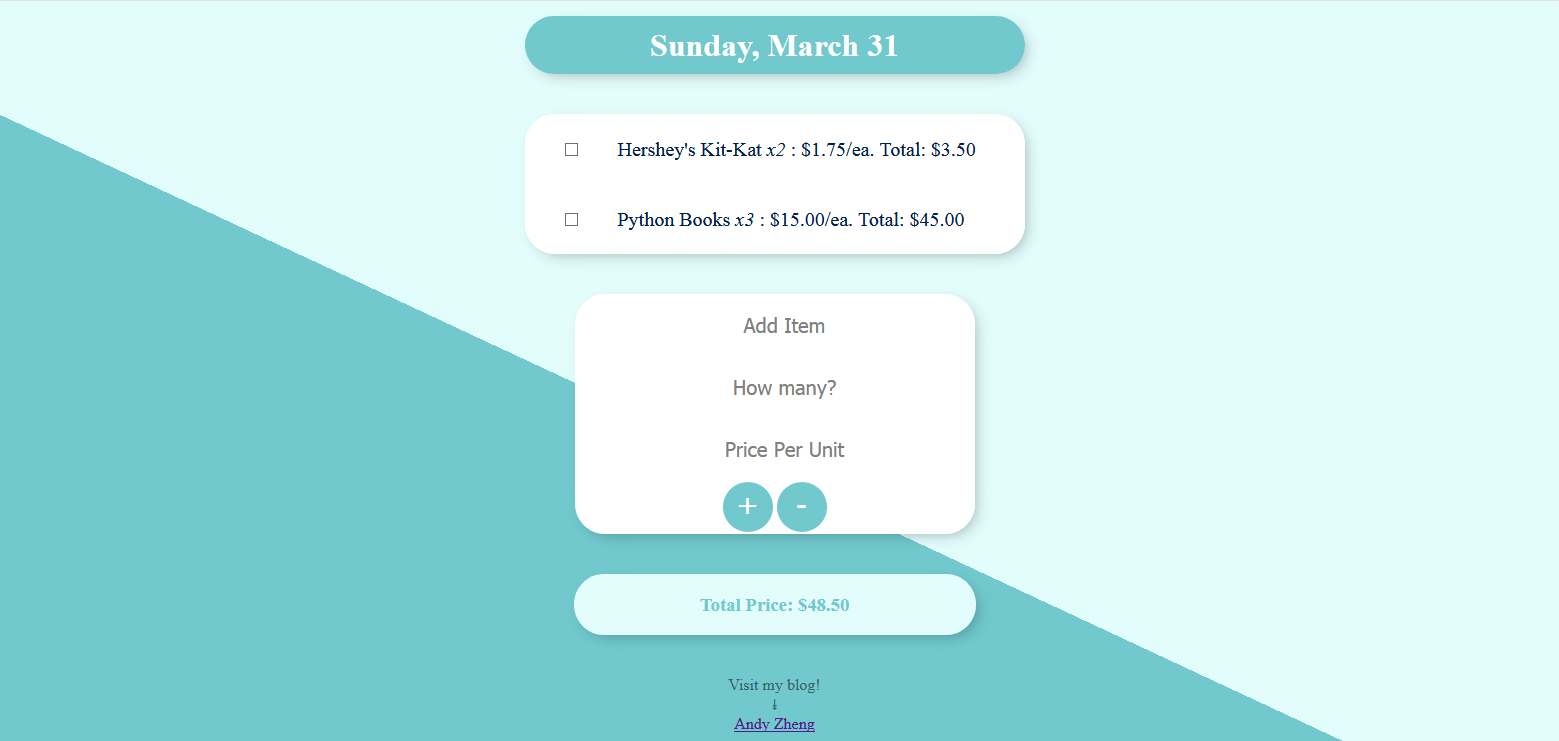 Sunday, March 31
Hershey's Kit-Kat x2 : $1.75/ea. Total: $3.50
Python Books x3 : $15.00/ea. Total: $45.00
Add Item
How many?
Price Per Unit
+ -
Total Price: $48.50
Visit my blog!
↓
Andy Zheng